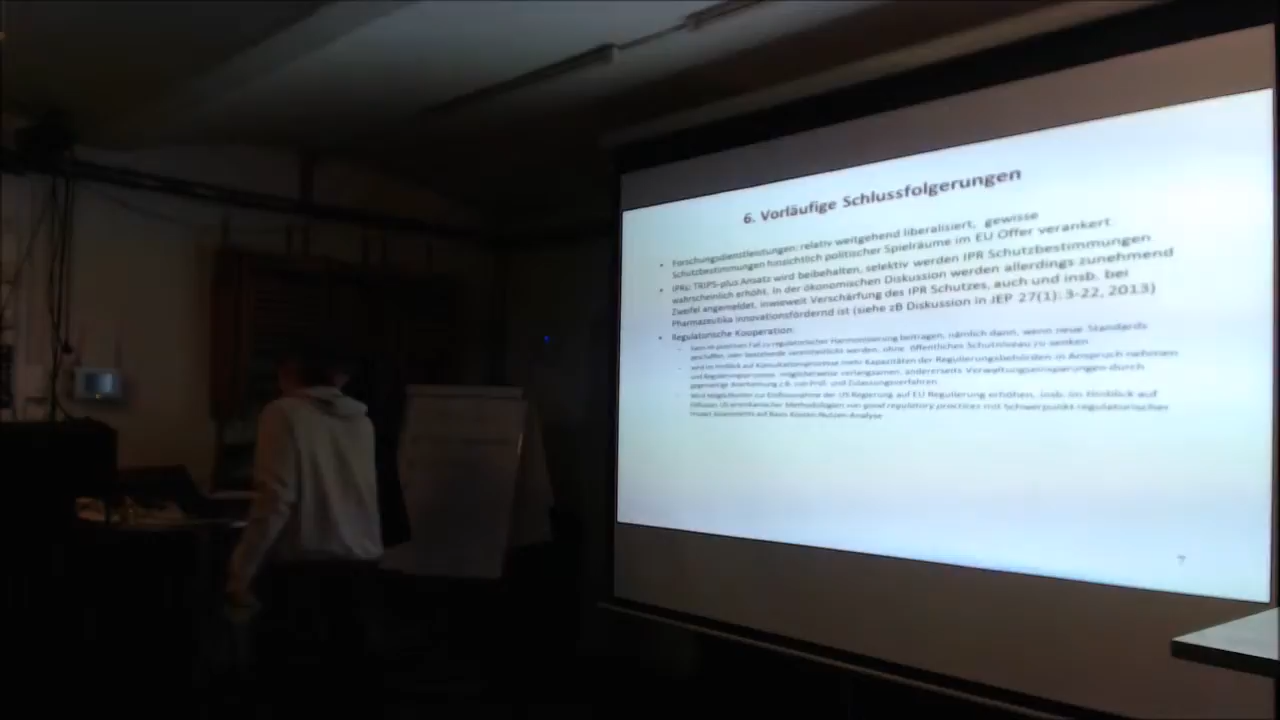 6. Vorläufige Schlussfolgerungen
• Forschungsdienstleistungen: relativ weitgehend liberalisiert, gewisse
Schutzbestimmungen hinsichtlich politischer Spielräume im EU Offer verankert
• IPRs: TRIPS-plus Ansatz wird beibehalten, selektiv werden IPR Schutzbestimmungen
wahrscheinlich erhöht. In der ökonomischen Diskussion werden allerdings zunehmend
Zweifel angemeldet, inwieweit Verschärfung des IPR Schutzes, auch und insb. bei
Pharmazeutika innovationsfördernd ist (siehe zB Diskussion in JEP 27(1): 3-22, 2013)
• Regulatorische Kooperation:
– kann im positiven Fall zu regulatorischer Harmonisierung beitragen, nämlich dann, wenn neue Standards
geschaffen, oder bestehende vereinheitlicht werden, ohne öffentliches Schutzniveau zu senken
– wird im Hinblick auf Konsultationsprozesse mehr Kapazitäten der Regulierungsbehörden in Anspruch nehmen
und Regulierungsprozesse möglicherweise verlangsamen, andererseits Verwaltungseinsparungen durch
gegenseitige Anerkennung z.B. von Prüf- und Zulassungsverfahren
– Wird Möglichkeiten zur Einflussnahme der US Regierung auf EU Regulierung erhöhen, insb. im Hinblick auf
Diffusion US-amerikanischer Methodologien von good regulatory practices mit Schwerpunkt regulatorischer
Impact Assessments auf Basis Kosten-Nutzen-Analyse
7